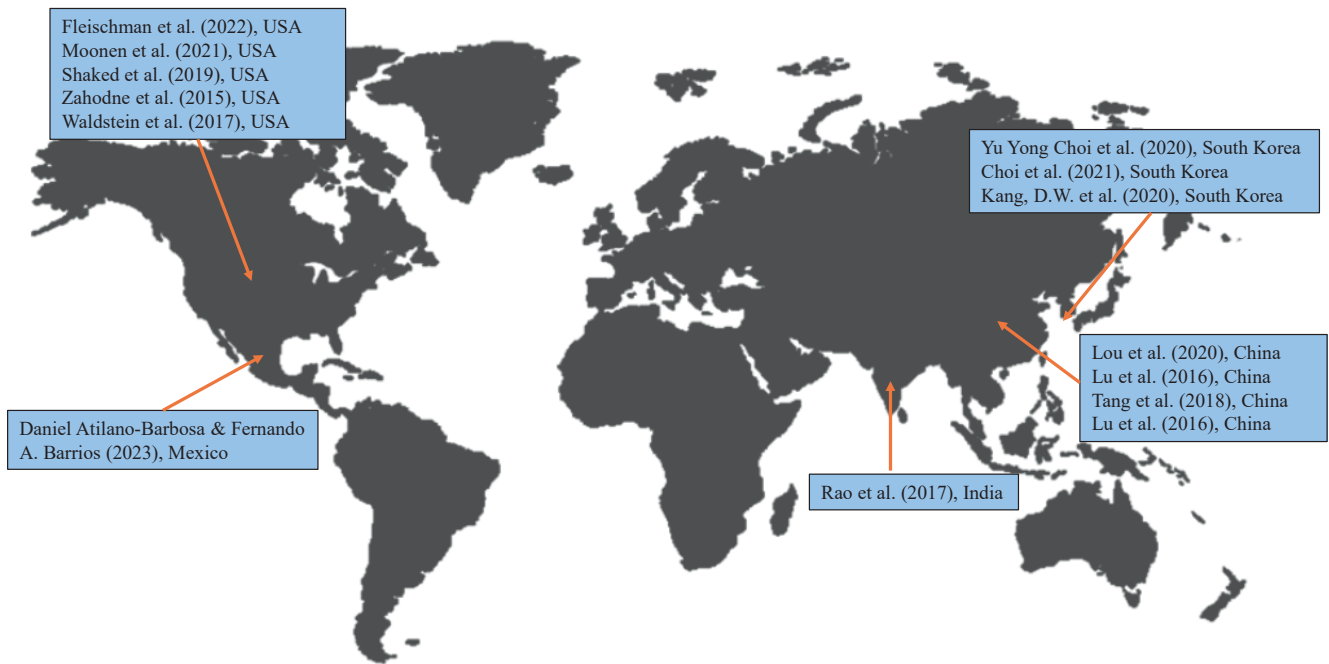 Fleischman et al. (2022), USA
Moonen et al. (2021), USA
Shaked et al. (2019), USA
Zahodne et al. (2015), USA
Waldstein et al. (2017), USA
Yu Yong Choi et al. (2020), South Korea
Choi et al. (2021), South Korea
Kang, D.W. et al. (2020), South Korea
Lou et al. (2020), China
Lu et al. (2016), China
Tang et al. (2018), China
Lu et al. (2016), China
Daniel Atilano-Barbosa & Fernando
A. Barrios (2023), Mexico
Rao et al. (2017), India